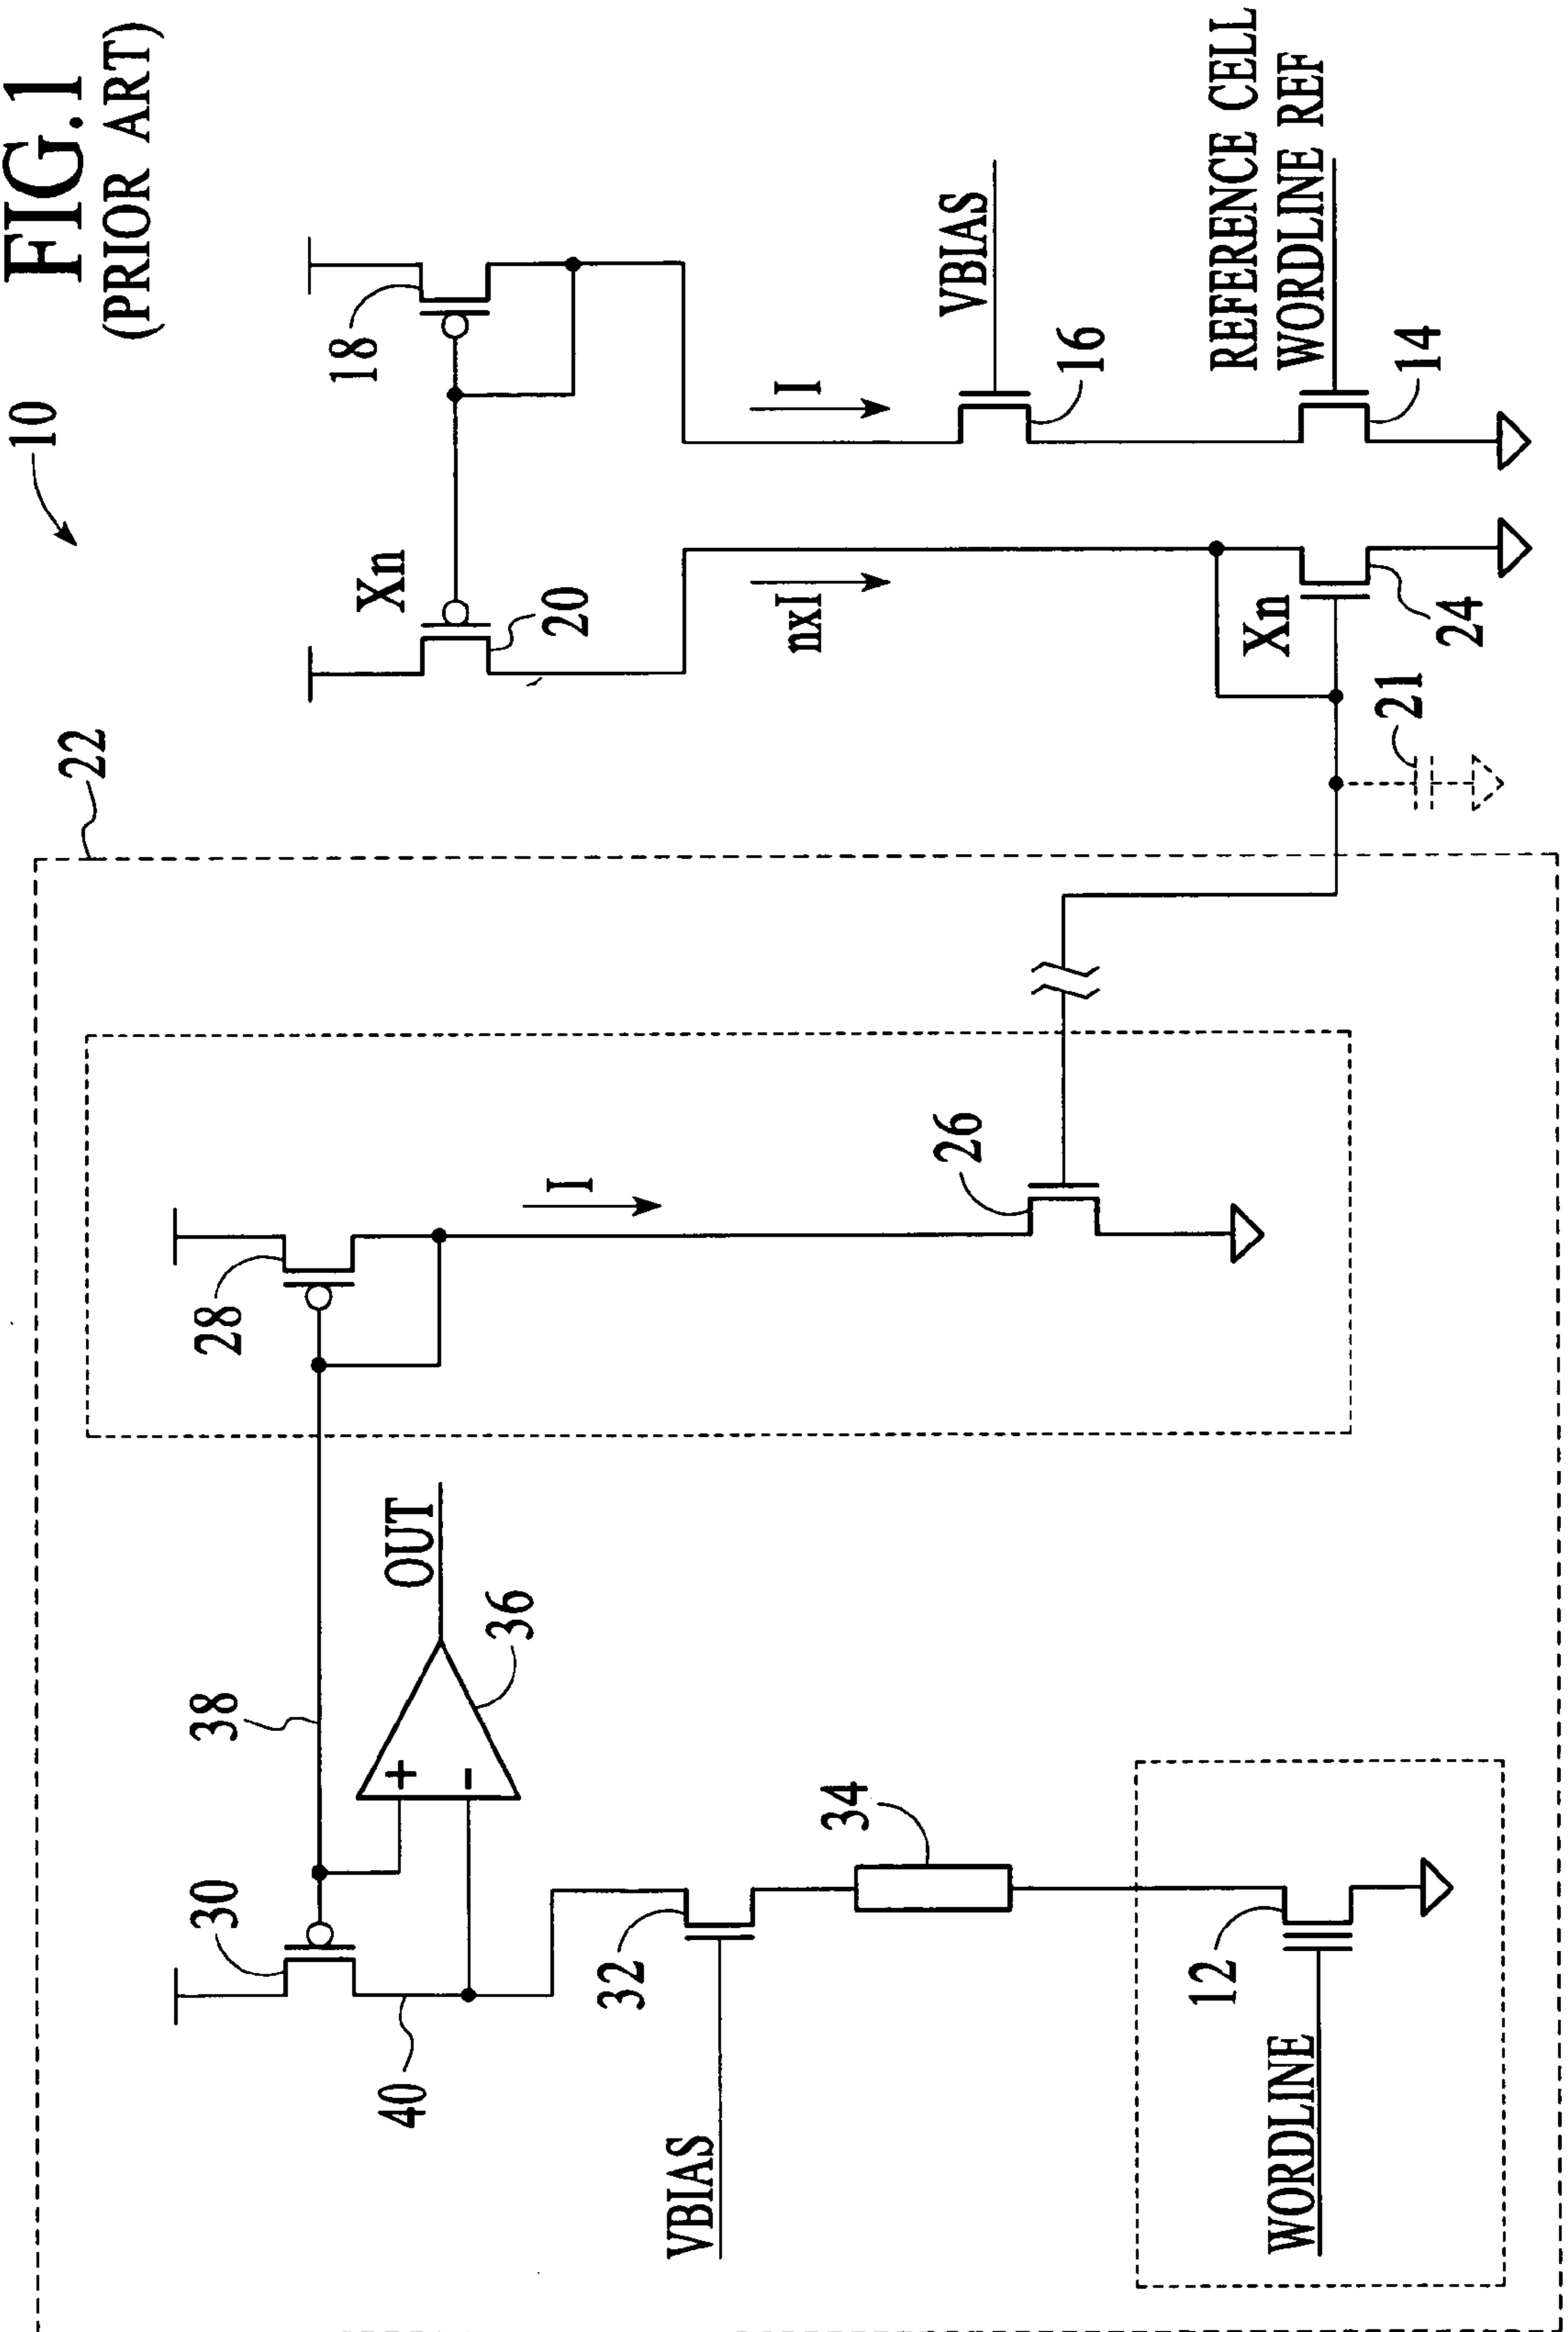 FIG.1
(PRIOR ART)
10
18
Xn
20
I
nxI
VBIAS
16
REFERENCE CELL
WORDLINE REF
14
Xn
24
21
22
28
I
26
38
OUT
36
+
-
30
40
32
VBIAS
34
12
WORDLINE